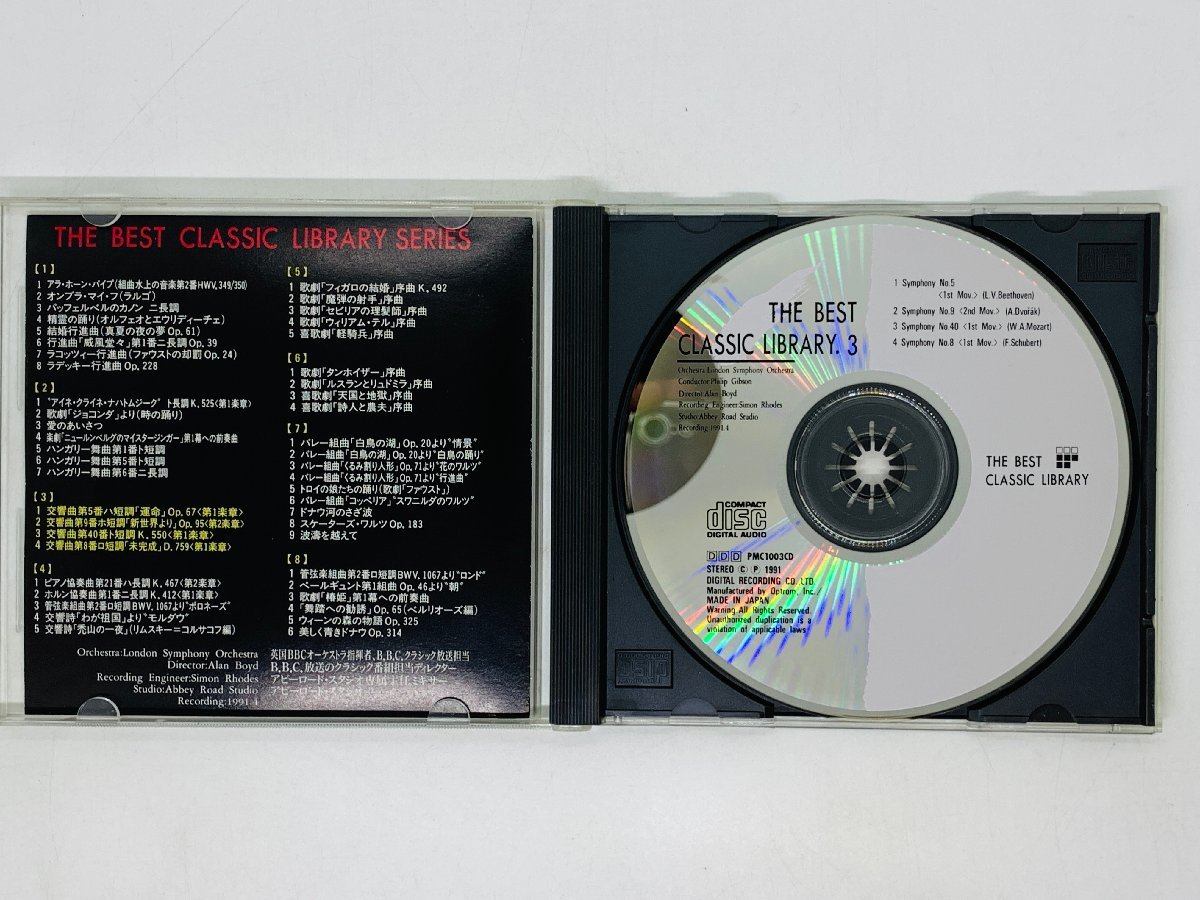 THE BEST CLASSIC LIBRARY SERIES
【1】
1 アラ・ホーン・パイプ(組曲水上の音楽第2番HWV, 349/350)
2 オンブラ・マイ・フ(ラルゴ)
3 パッフェルベルのカノン ニ長調
4 精霊の踊り(オルフェオとエウリディーチェ)
5 結婚行進曲(真夏の夜の夢 Op. 61)
6 行進曲「威風堂々」第1番ニ長調 Op. 39
7 ラコッツィー行進曲(ファウストの却罰 Op. 24)
8 ラデッキー行進曲 Op. 228
【2】
1 "アイネ・クライネ・ナハトムジーク" ト長調 K. 525<第1楽章>
2 歌劇「ジョコンダ」より(時の踊り)
3 愛のあいさつ
4 楽劇「ニュールンベルグのマイスタージンガー」第1幕への前奏曲
5 ハンガリー舞曲第1番ト短調
6 ハンガリー舞曲第5番ト短調
7 ハンガリー舞曲第6番ニ長調
【3】
1 交響曲第5番ハ短調「運命」Op. 67<第1楽章>
2 交響曲第9番ホ短調「新世界より」Op. 95<第2楽章>
3 交響曲第40番ト短調 K. 550<第1楽章>
4 交響曲第8番ロ短調「未完成」D. 759<第1楽章>
【4】
1 ピアノ協奏曲第21番ハ長調 K. 467<第2楽章>
2 ホルン協奏曲第1番ニ長調 K. 412<第1楽章>
3 管弦楽組曲第2番ロ短調 BWV, 1067より"ポロネーズ"
4 交響詩「わが祖国」より"モルダウ"
5 交響詩「禿山の一夜」(リムスキー=コルサコフ編)
【5】
1 歌劇「フィガロの結婚」序曲 K. 492
2 歌劇「魔弾の射手」序曲
3 歌劇「セビリアの理髪師」序曲
4 歌劇「ウィリアム・テル」序曲
5 喜歌劇「軽騎兵」序曲
【6】
1 歌劇「タンホイザー」序曲
2 歌劇「ルスランとリュドミラ」序曲
3 喜歌劇「天国と地獄」序曲
4 喜歌劇「詩人と農夫」序曲
【7】
1 バレー組曲「白鳥の湖」Op. 20より"情景"
2 バレー組曲「白鳥の湖」Op. 20より"白鳥の踊り"
3 バレー組曲「くるみ割り人形」Op. 71より"花のワルツ"
4 バレー組曲「くるみ割り人形」Op. 71より"行進曲"
5 トロイの娘たちの踊り(歌劇「ファウスト」)
6 バレー組曲「コッペリア」"スワニルダのワルツ"
7 ドナウ河のさざ波
8 スケーターズ・ワルツ Op. 183
9 波濤を越えて
【8】
1 管弦楽組曲第2番ロ短調 BWV, 1067より"ロンド"
2 ペールギュント第1組曲 Op. 46より"朝"
3 歌劇「椿姫」第1幕への前奏曲
4 「舞踏への勧誘」Op. 65(ベルリオーズ編)
5 ウィーンの森の物語 Op. 325
6 美しく青きドナウ Op. 314
Orchestra:London Symphony Orchestra 英国BBCオーケストラ指揮者、B,B,C,クラシック放送担当
Director:Alan Boyd B,B,C,放送のクラシック番組担当ディレクター
Recording Engineer:Simon Rhodes アビーロード・スタジオ専属
Studio:Abbey Road Studio アビーロード・スタジオ
Recording:1991.4
THE BEST
CLASSIC LIBRARY. 3
Orchestra:London Symphony Orchestra
Conductor:Philip Gibson
Director:Alan Boyd
Recording Engineer:Simon Rhodes
Studio:Abbey Road Studio
Recording:1991.4
1 Symphony No.5
〈1st Mov.〉 (L.V.Beethoven)
2 Symphony No.9 〈2nd Mov.〉 (A.Dvořák)
3 Symphony No.40 〈1st Mov.〉 (W.A.Mozart)
4 Symphony No.8 〈1st Mov.〉 (F.Schubert)
THE BEST
CLASSIC LIBRARY
COMPACT
disc
DIGITAL AUDIO
DDD PMC1003CD
STEREO Ⓒ Ⓟ 1991
DIGITAL RECORDING CO. LTD.
Manufactured by Optrom, Inc./
MADE IN JAPAN
Warning All Rights Reserved.
Unauthorized duplication is a
violation of applicable laws